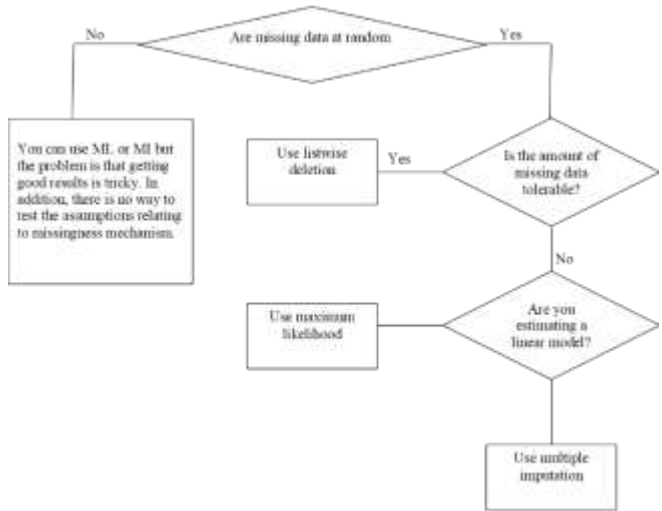 Are missing data at random
No
Yes
You can use ML or MI but
the problem is that getting
good results is tricky. In
addition, there is no way to
test the assumptions relating
to missingness mechanism.
Use listwise
deletion
Yes
Is the amount of
missing data
tolerable?
No
Use maximum
likelihood
Are you
estimating a
linear model?
Use multiple
imputation